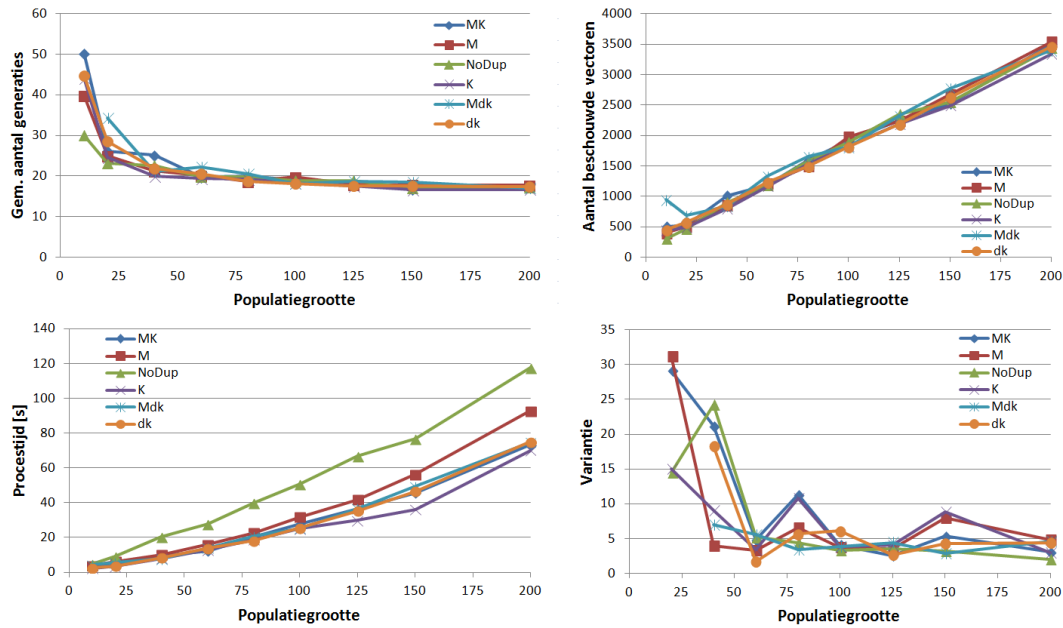 Gem. aantal generaties
60
50
40
30
20
10
0
0
25
50
75
100
125
150
175
200
Populatiegrootte
MK
M
NoDup
K
Mdk
dk
Aantal beschouwde vectoren
4000
3500
3000
2500
2000
1500
1000
500
0
0
25
50
75
100
125
150
175
200
Populatiegrootte
MK
M
NoDup
K
Mdk
dk
Procestijd [s]
140
120
100
80
60
40
20
0
0
25
50
75
100
125
150
175
200
Populatiegrootte
MK
M
NoDup
K
Mdk
dk
Variantie
35
30
25
20
15
10
5
0
0
25
50
75
100
125
150
175
200
Populatiegrootte
MK
M
NoDup
K
Mdk
dk